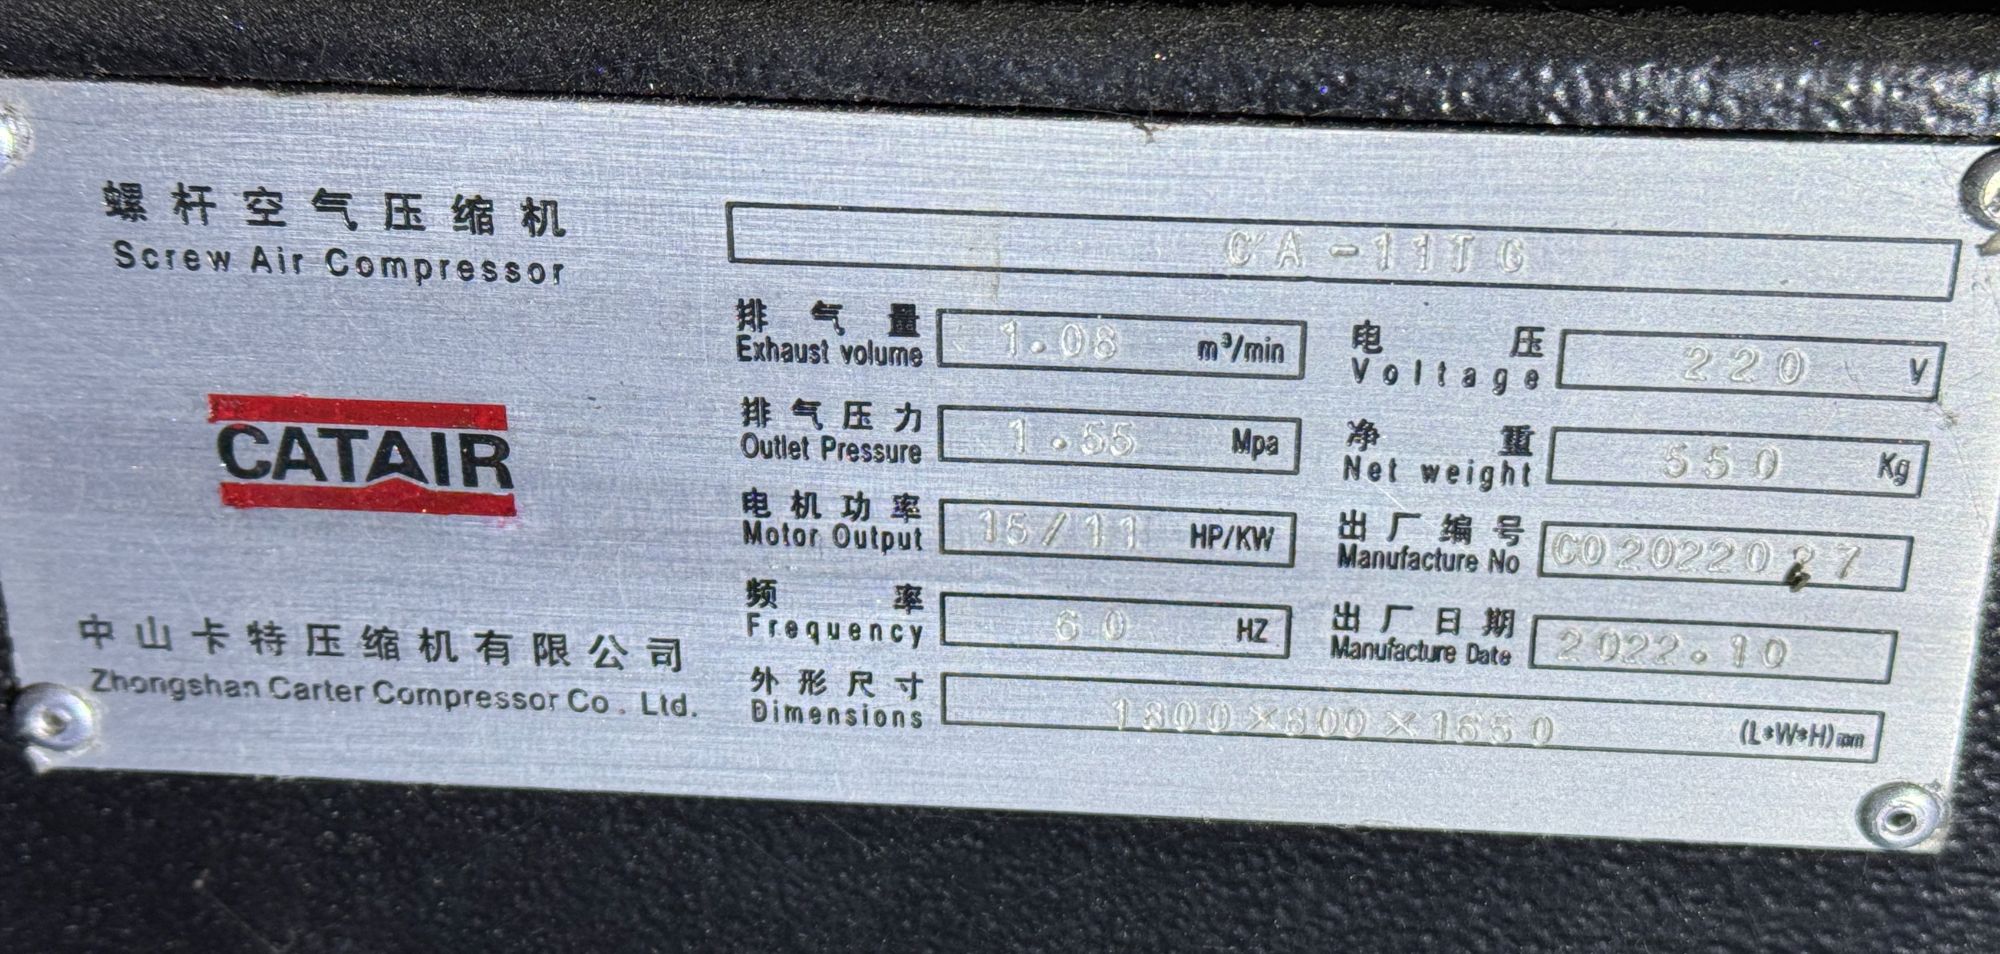 螺杆空气压缩机
Screw Air Compressor
CATAIR
中山卡特压缩机有限公司
Zhongshan Carter Compressor Co. Ltd.
CA-11TG
排气量 Exhaust volume 1.08 m³/min
电压 Voltage 220 V
排气压力 Outlet Pressure 1.55 Mpa
净重 Net weight 550 Kg
电机功率 Motor Output 15/11 HP/KW
出厂编号 Manufacture No
频率 Frequency 60 HZ
出厂日期 Manufacture Date 2022.10
外形尺寸 Dimensions 1800×800×1650 (L*W*H)mm